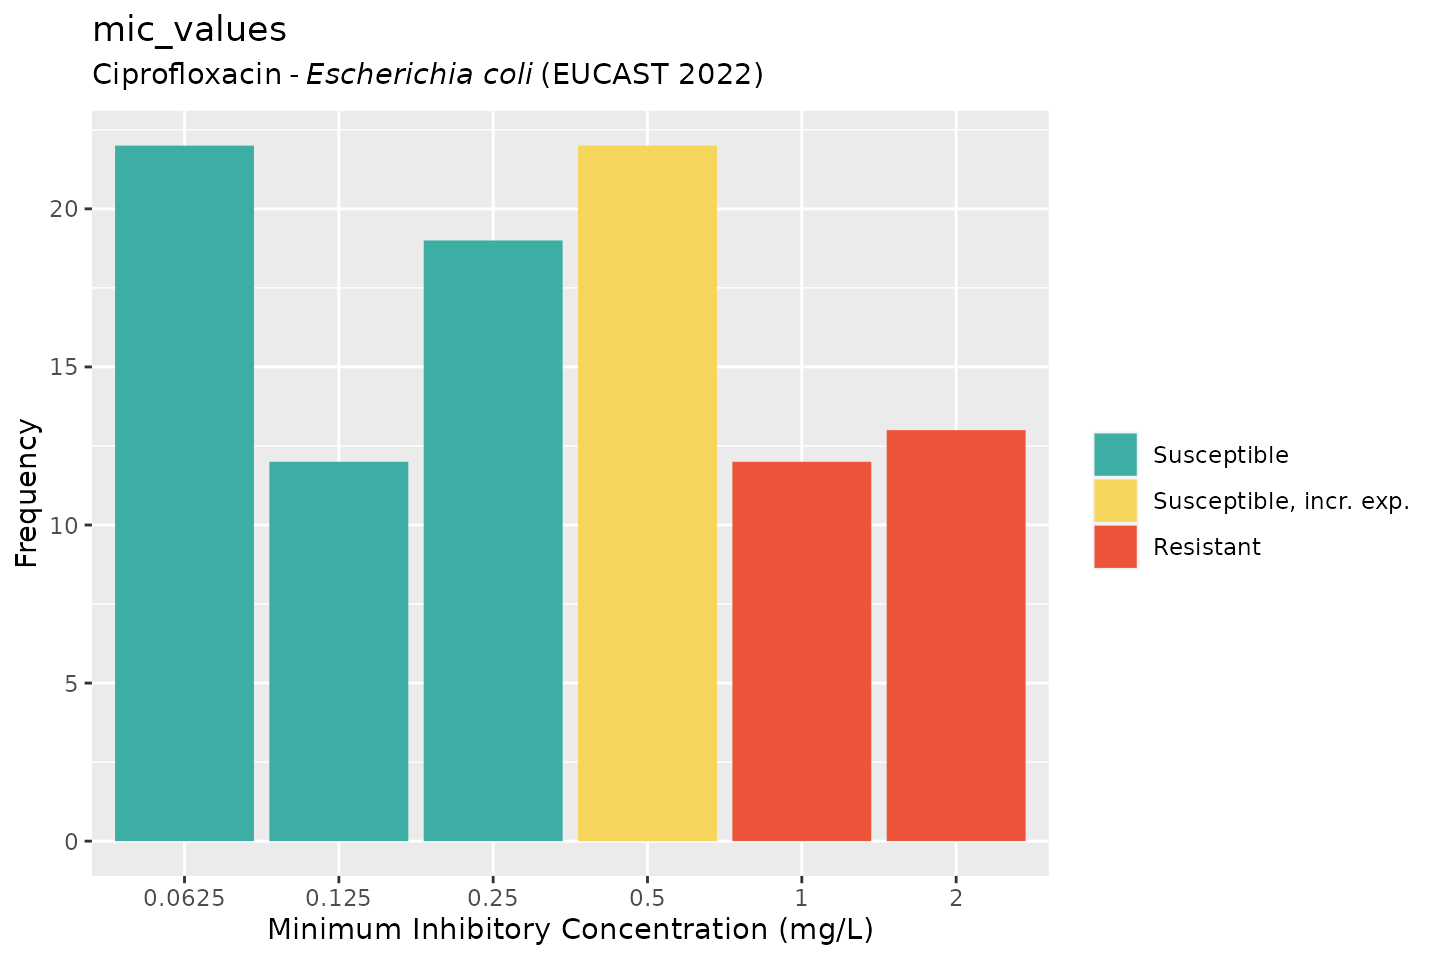 mic_values
Ciprofloxacin - Escherichia coli (EUCAST 2022)
Frequency
20
15
10
5
0
0.0625 0.125 0.25 0.5 1 2
Minimum Inhibitory Concentration (mg/L)
Susceptible
Susceptible, incr. exp.
Resistant